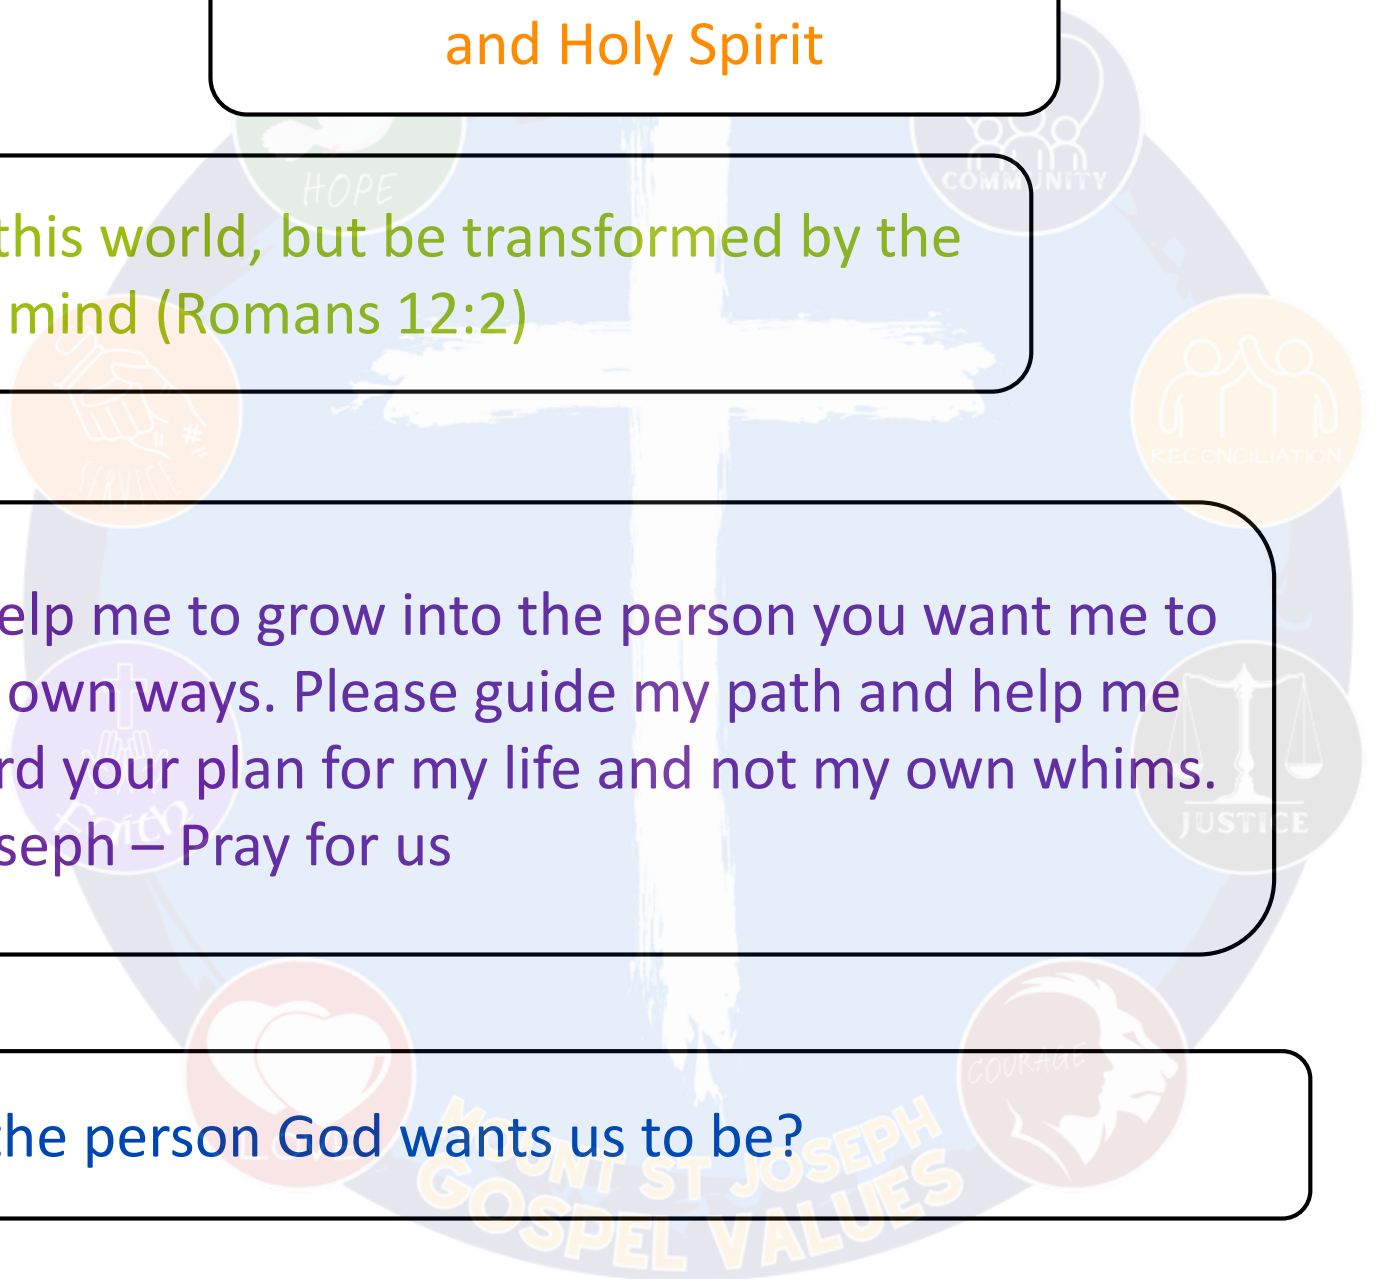 and Holy Spirit
HOPE
COMMUNITY
this world, but be transformed by the
mind (Romans 12:2)
SERVICE
RECONCILIATION
elp me to grow into the person you want me to
own ways. Please guide my path and help me
rd your plan for my life and not my own whims.
Faith
JUSTICE
seph – Pray for us
COURAGE
the person God wants us to be?
MOUNT ST JOSEPH
GOSPEL VALUES